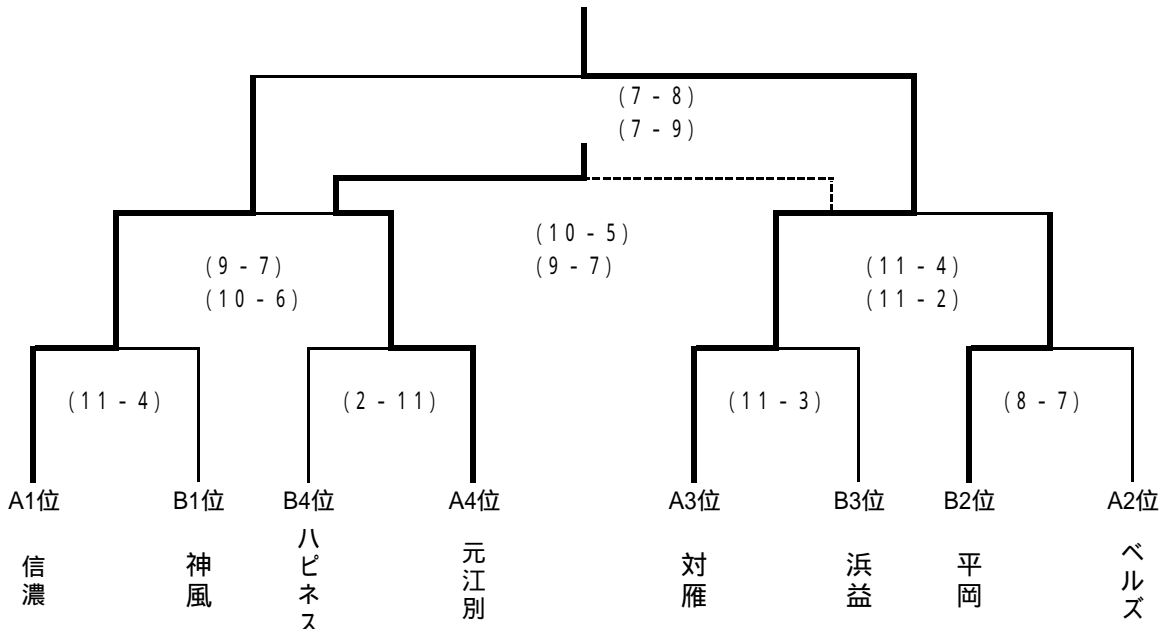 (7 - 8)
(7 - 9)
(10 - 5)
(9 - 7)
(9 - 7)
(10 - 6)
(11 - 4)
(11 - 2)
(11 - 4)
(2 - 11)
(11 - 3)
(8 - 7)
A1位
B1位
B4位
A4位
A3位
B3位
B2位
A2位
信濃
神風
ハピネス
元江別
対雁
浜益
平岡
ベルズ